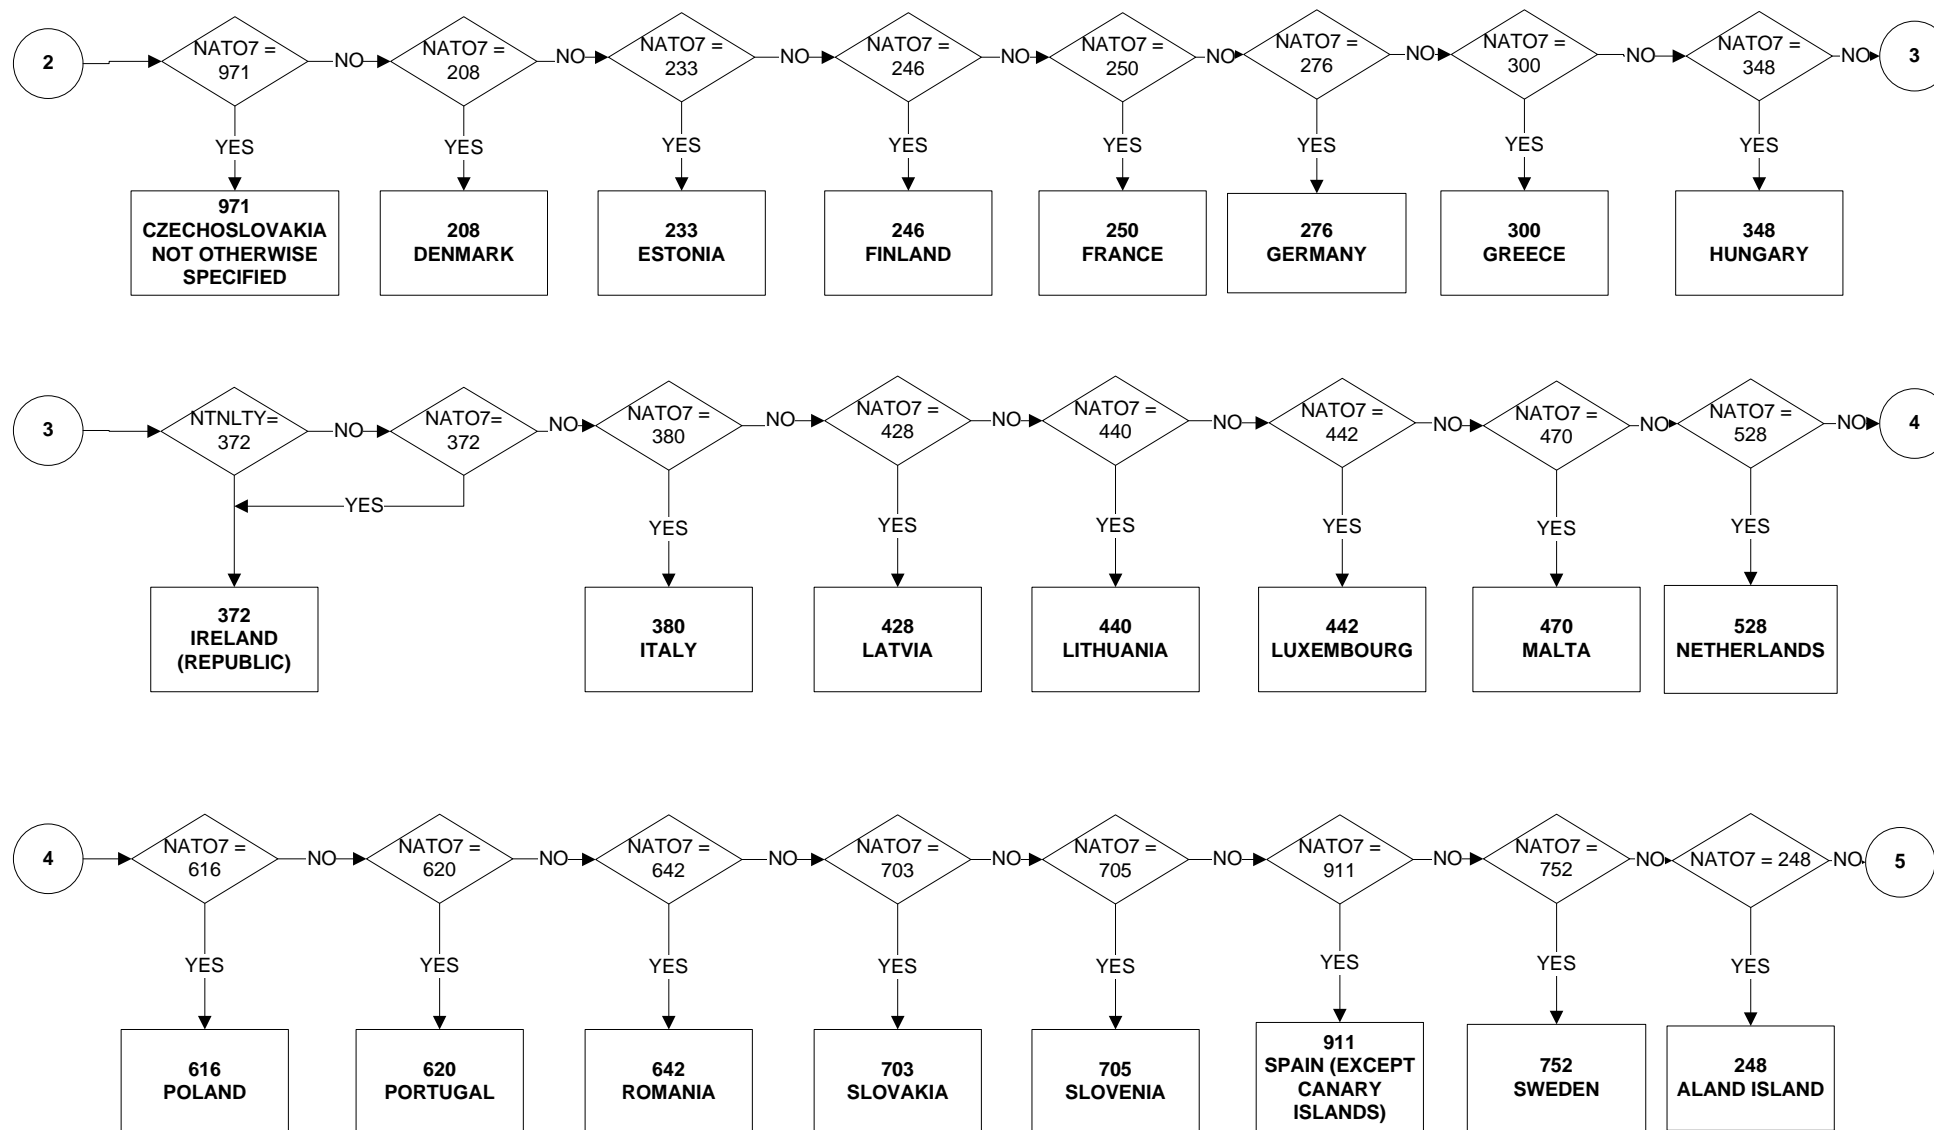 2
NATO7 =
971
NO
NATO7 =
208
NO
NATO7 =
233
NO
NATO7 =
246
NO
NATO7 =
250
NO
NATO7 =
276
NO
NATO7 =
300
NO
NATO7 =
348
NO
3
YES
YES
YES
YES
YES
YES
YES
YES
971
CZECHOSLOVAKIA
NOT OTHERWISE
SPECIFIED
208
DENMARK
233
ESTONIA
246
FINLAND
250
FRANCE
276
GERMANY
300
GREECE
348
HUNGARY
3
NTNLTY=
372
NO
NATO7=
372
NO
NATO7 =
380
NO
NATO7 =
428
NO
NATO7 =
440
NO
NATO7 =
442
NO
NATO7 =
470
NO
NATO7 =
528
NO
4
YES
YES
YES
YES
YES
YES
YES
372
IRELAND
(REPUBLIC)
380
ITALY
428
LATVIA
440
LITHUANIA
442
LUXEMBOURG
470
MALTA
528
NETHERLANDS
4
NATO7 =
616
NO
NATO7 =
620
NO
NATO7 =
642
NO
NATO7 =
703
NO
NATO7 =
705
NO
NATO7 =
911
NO
NATO7 =
752
NO
NATO7 = 248
NO
5
YES
YES
YES
YES
YES
YES
YES
YES
616
POLAND
620
PORTUGAL
642
ROMANIA
703
SLOVAKIA
705
SLOVENIA
911
SPAIN (EXCEPT
CANARY
ISLANDS)
752
SWEDEN
248
ALAND ISLAND